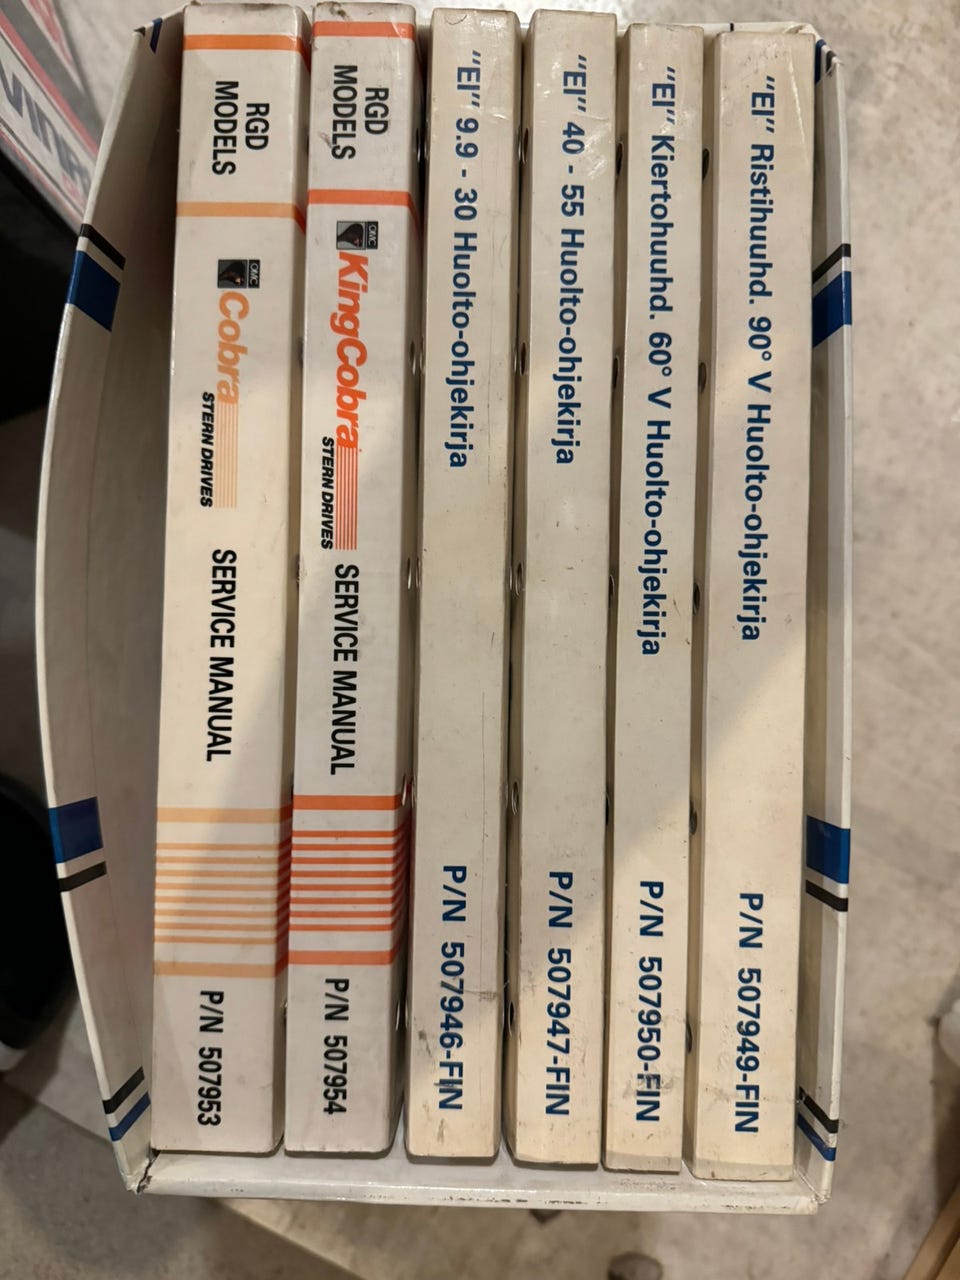 RGD
MODELS
OMC
Cobra
STERN DRIVES
SERVICE MANUAL
P/N 507953
RGD
MODELS
OMC
KingCobra
STERN DRIVES
SERVICE MANUAL
P/N 507954
“EI” 9.9 - 30 Huolto-ohjekirja
P/N 507946-FIN
“EI” 40 - 55 Huolto-ohjekirja
P/N 507947-FIN
“EI” Kiertohuuhd. 60° V Huolto-ohjekirja
P/N 507950-FIN
“EI” Ristihuuhd. 90° V Huolto-ohjekirja
P/N 507949-FIN